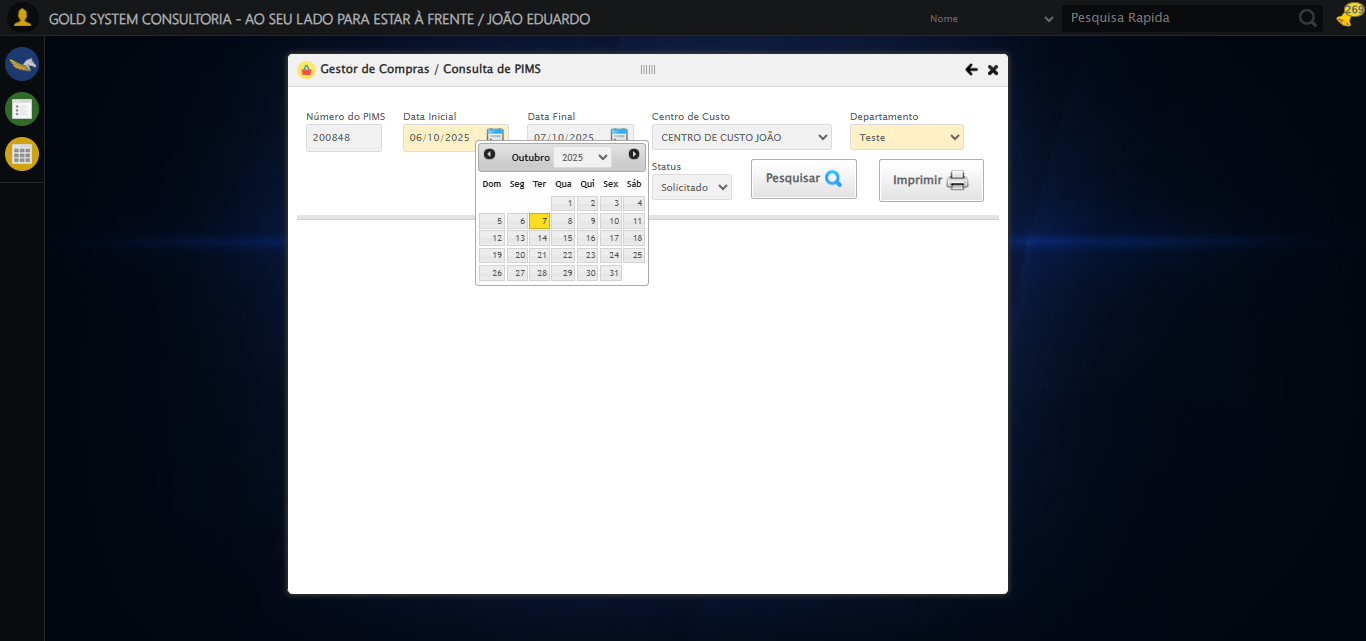 GOLD SYSTEM CONSULTORIA - AO SEU LADO PARA ESTAR À FRENTE / JOÃO EDUARDO
Nome
Pesquisa Rapida
269
Gestor de Compras / Consulta de PIMS
Número do PIMS
Data Inicial
Data Final
Centro de Custo
Departamento
200848
06/10/2025
07/10/2025
CENTRO DE CUSTO JOÃO
Teste
Status
Solicitado
Pesquisar
Imprimir
Outubro 2025
Dom Seg Ter Qua Qui Sex Sáb
1 2 3 4
5 6 7 8 9 10 11
12 13 14 15 16 17 18
19 20 21 22 23 24 25
26 27 28 29 30 31